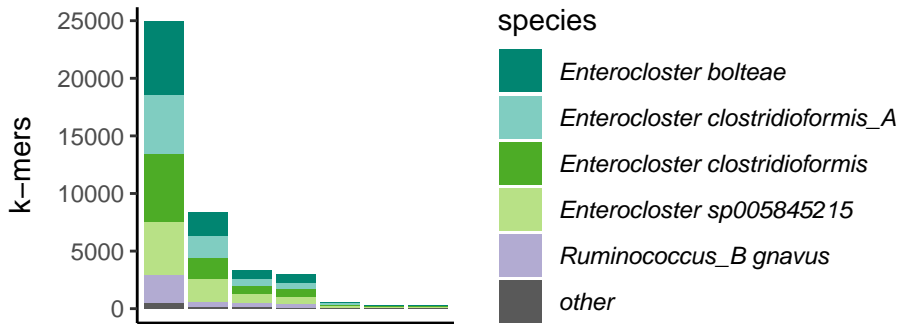 25000
20000
15000
10000
5000
0
k−mers
species
Enterocloster bolteae
Enterocloster clostridioformis_A
Enterocloster clostridioformis
Enterocloster sp005845215
Ruminococcus_B gnavus
other